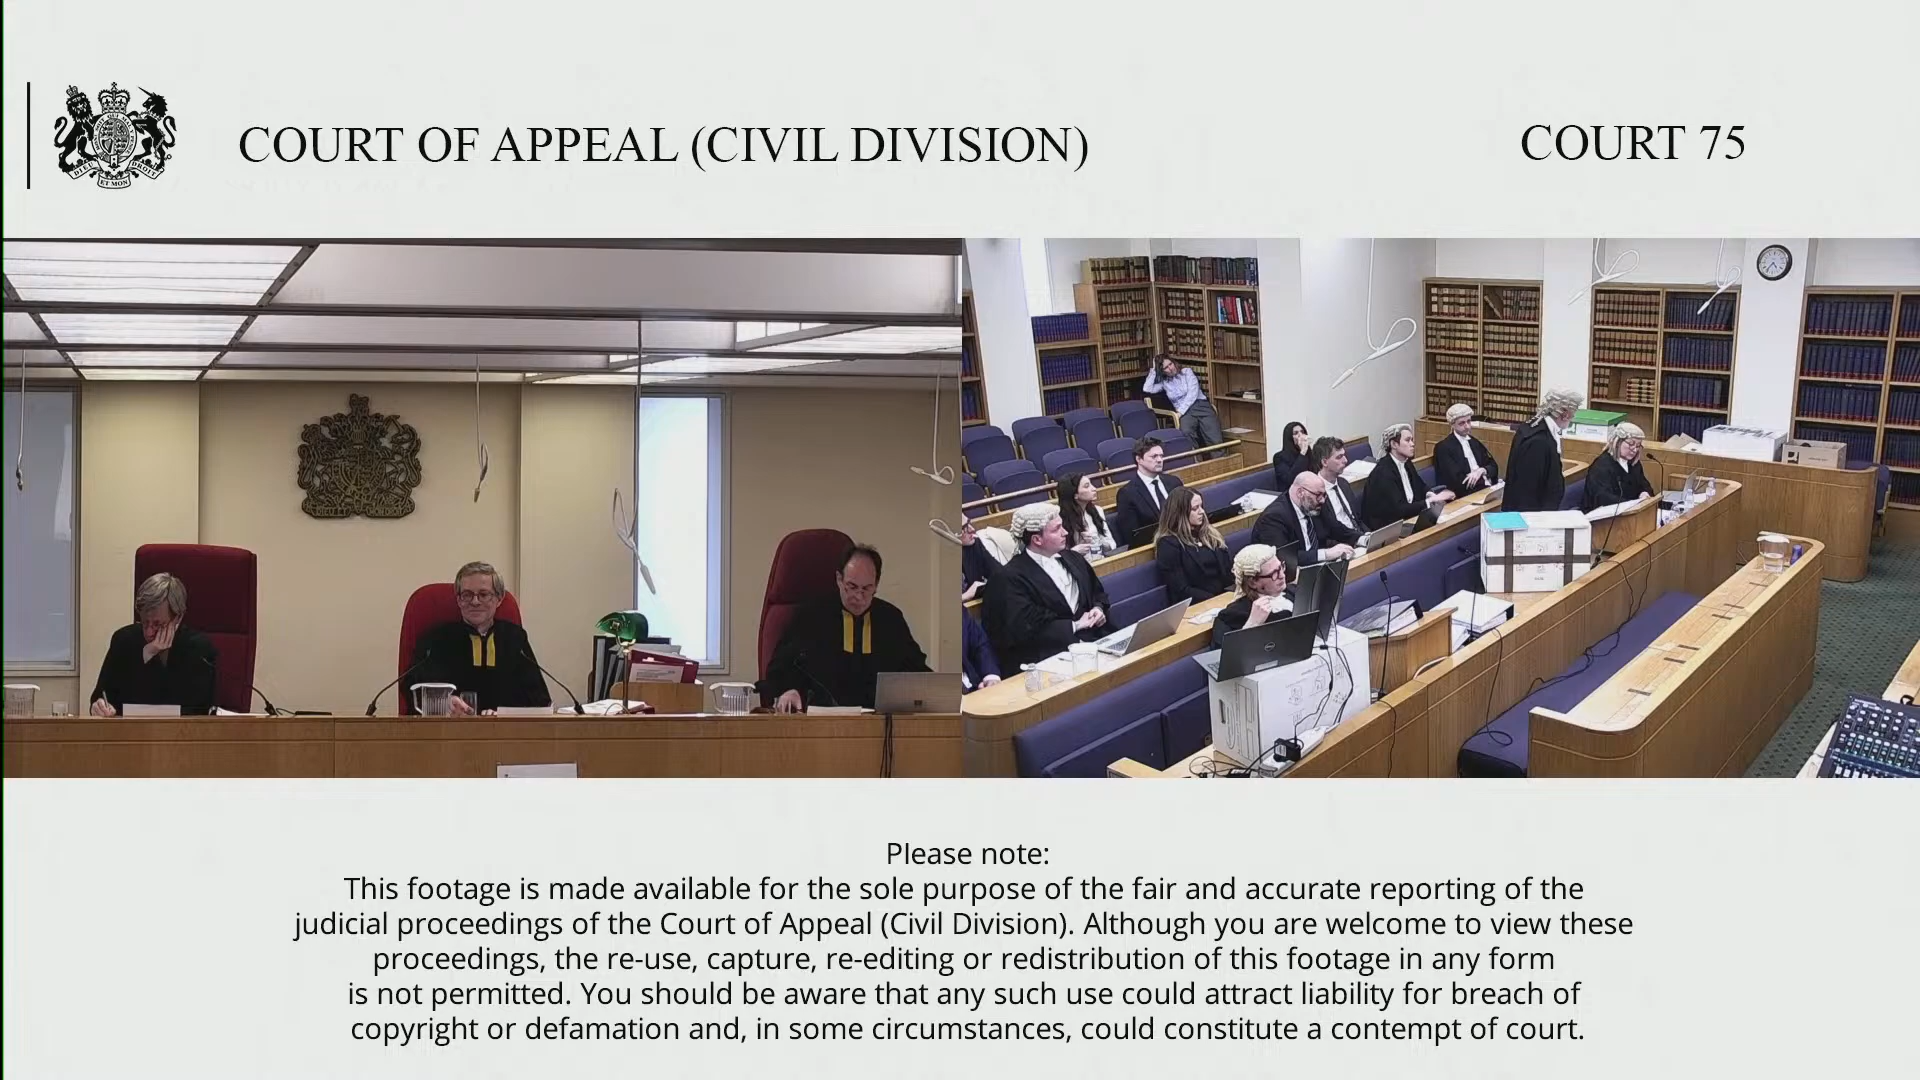 COURT OF APPEAL (CIVIL DIVISION)
COURT 75
DIEU ET MON DROIT
Please note:
This footage is made available for the sole purpose of the fair and accurate reporting of the
judicial proceedings of the Court of Appeal (Civil Division). Although you are welcome to view these
proceedings, the re-use, capture, re-editing or redistribution of this footage in any form
is not permitted. You should be aware that any such use could attract liability for breach of
copyright or defamation and, in some circumstances, could constitute a contempt of court.